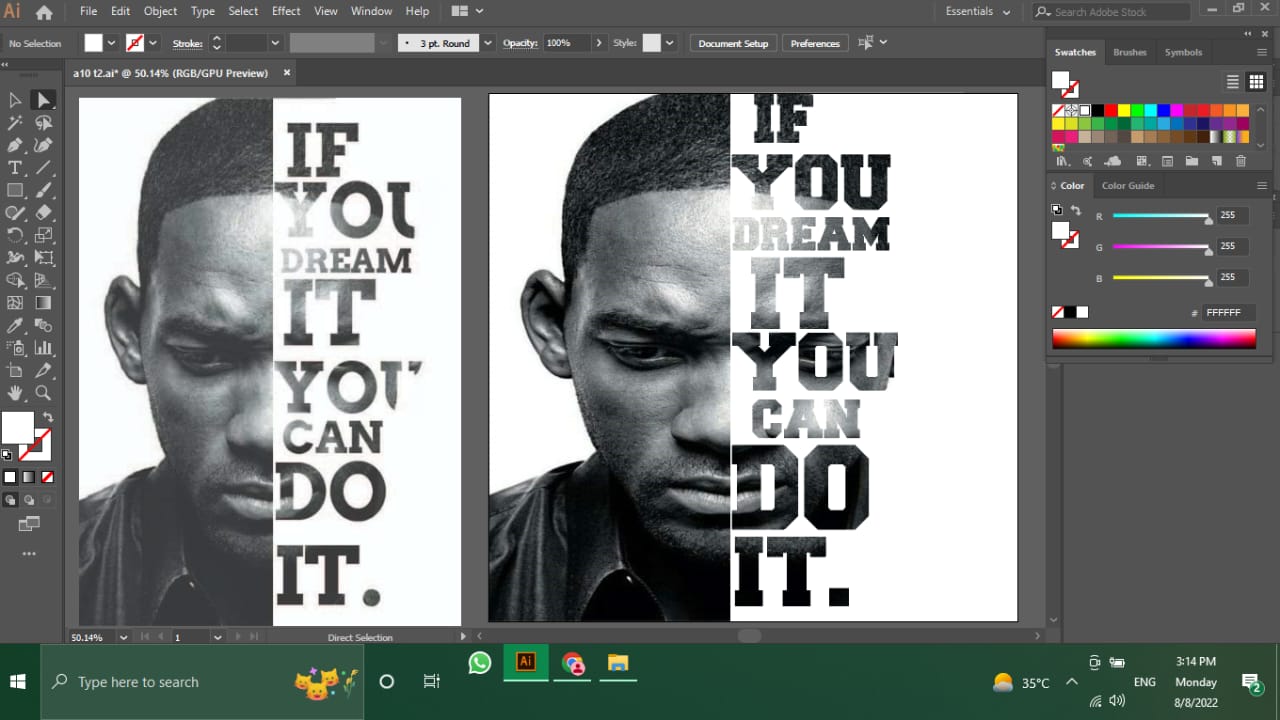 Ai File Edit Object Type Select Effect View Window Help Essentials Search Adobe Stock
No Selection Stroke: 3 pt. Round Opacity: 100% Style: Document Setup Preferences
a10 t2.ai* @ 50.14% (RGB/GPU Preview)
IF
YOU
DREAM
IT
YOU
CAN
DO
IT.
IF
YOU
DREAM
IT
YOU
CAN
DO
IT.
Swatches Brushes Symbols
Color Color Guide
R 255
G 255
B 255
# FFFFFF
50.14% 1 Direct Selection
Type here to search
Ai
35°C
ENG
3:14 PM
Monday
8/8/2022
2